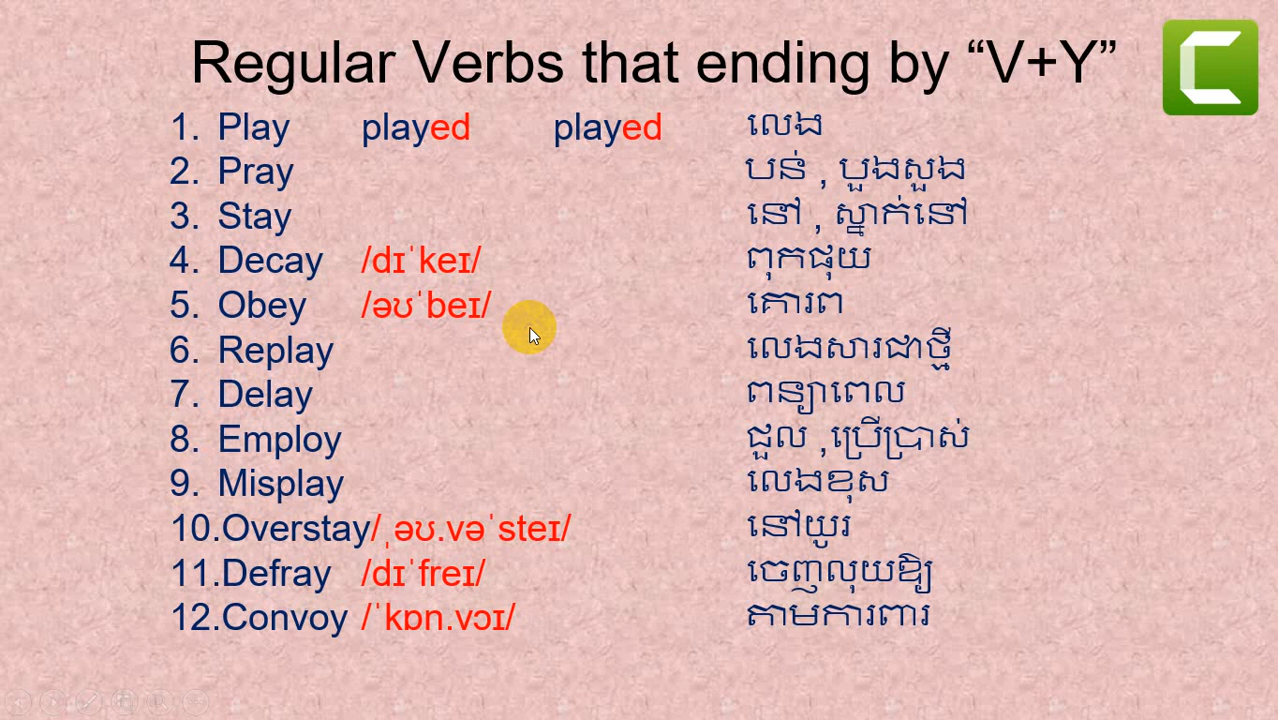 Regular Verbs that ending by “V+Y”
1. Play played played លេង
2. Pray បន់ , បួងសួង
3. Stay នៅ , ស្នាក់នៅ
4. Decay /dɪˈkeɪ/ ពុកផុយ
5. Obey /əʊˈbeɪ/ គោរព
6. Replay លេងសារជាថ្មី
7. Delay ពន្យាពេល
8. Employ ជួល ,ប្រើប្រាស់
9. Misplay លេងខុស
10.Overstay/ˌəʊ.vəˈsteɪ/ នៅយូរ
11.Defray /dɪˈfreɪ/ ចេញលុយឱ្យ
12.Convoy /ˈkɒn.vɔɪ/ តាមការពារ